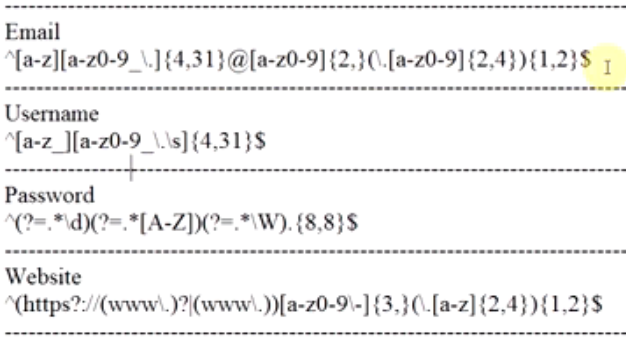 Email
^[a-z][a-z0-9_\.]{4,31}@[a-z0-9]{2,}(\.[a-z0-9]{2,4}){1,2}$
Username
^[a-z_][a-z0-9_\.\s]{4,31}$
Password
^(?=.*\d)(?=.*[A-Z])(?=.*\W).{8,8}$
Website
^(https?://(www\.)?|(www\.))[a-z0-9\-]{3,}(\.[a-z]{2,4}){1,2}$